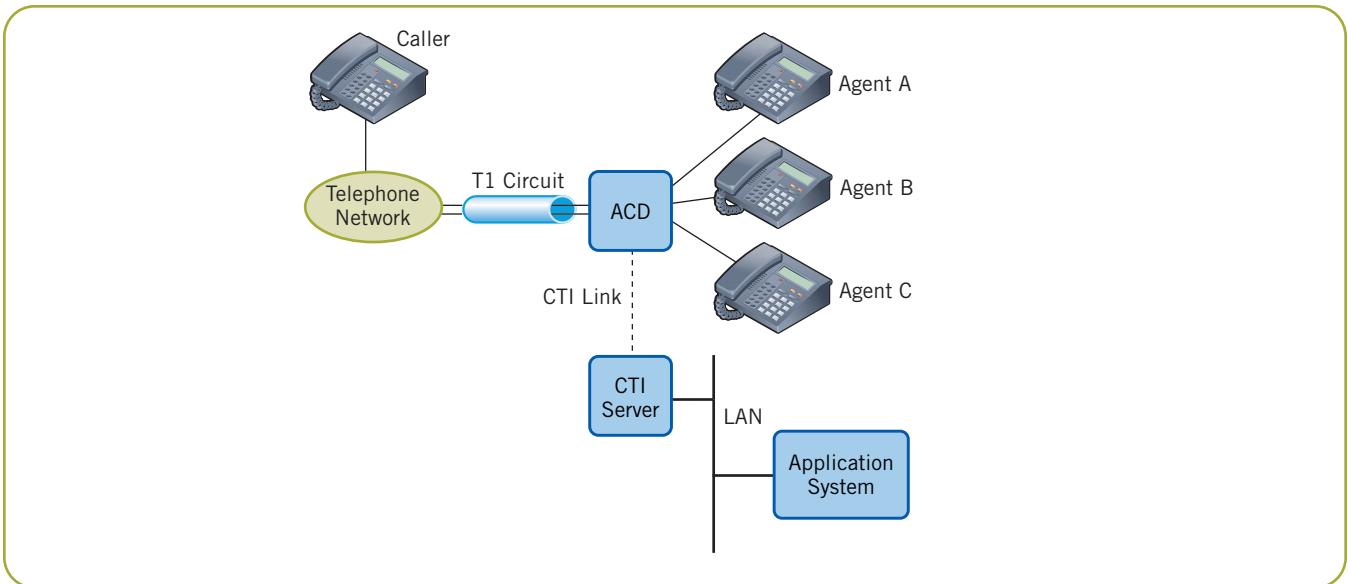 Caller
Agent A
T1 Circuit
Telephone
Network
ACD
Agent B
Agent C
CTI Link
CTI
Server
LAN
Application
System